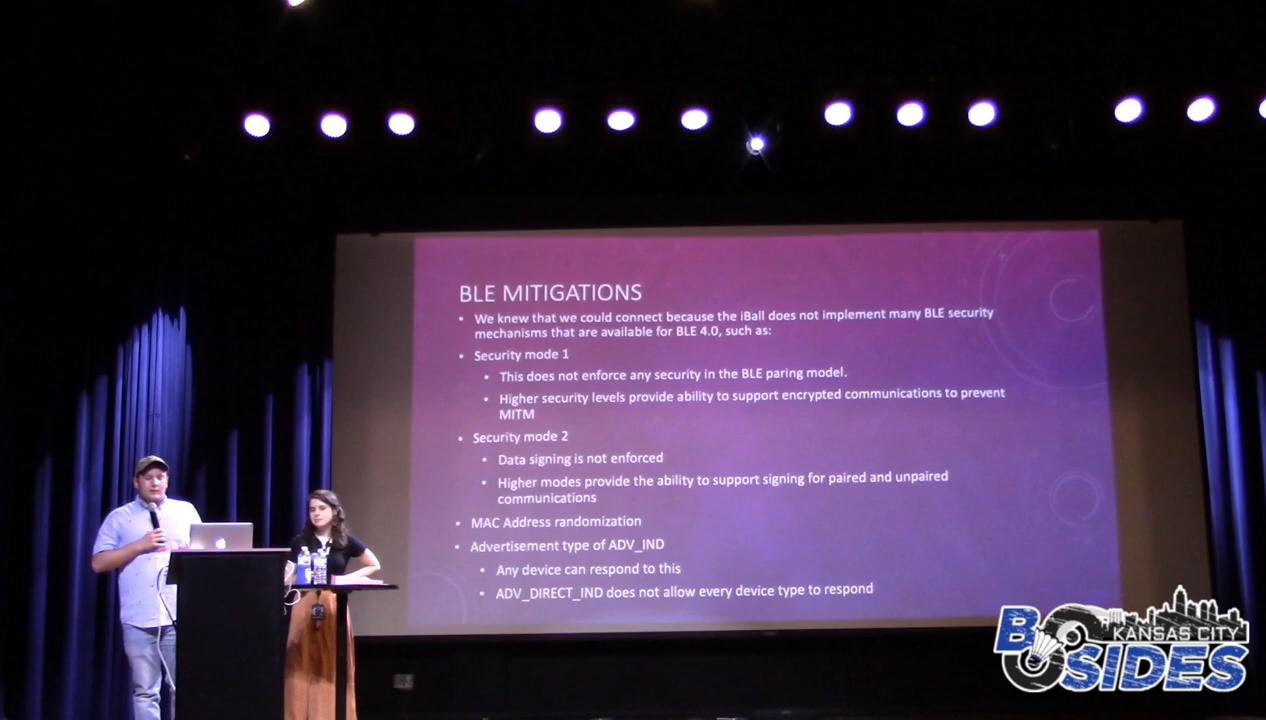 BLE MITIGATIONS
• We knew that we could connect because the iBall does not implement many BLE security
mechanisms that are available for BLE 4.0, such as:
• Security mode 1
• This does not enforce any security in the BLE paring model.
• Higher security levels provide ability to support encrypted communications to prevent
MITM
• Security mode 2
• Data signing is not enforced
• Higher modes provide the ability to support signing for paired and unpaired
communications
• MAC Address randomization
• Advertisement type of ADV_IND
• Any device can respond to this
• ADV_DIRECT_IND does not allow every device type to respond
KANSAS CITY
BSIDES